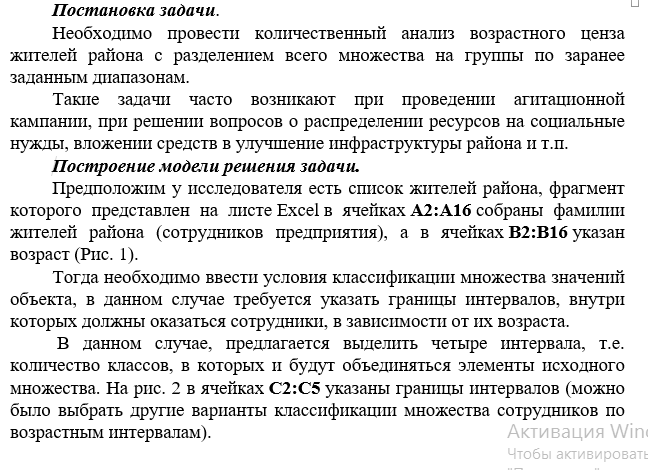 Постановка задачи.
Необходимо провести количественный анализ возрастного ценза
жителей района с разделением всего множества на группы по заранее
заданным диапазонам.
Такие задачи часто возникают при проведении агитационной
кампании, при решении вопросов о распределении ресурсов на социальные
нужды, вложении средств в улучшение инфраструктуры района и т.п.
Построение модели решения задачи.
Предположим у исследователя есть список жителей района, фрагмент
которого представлен на листе Excel в ячейках A2:A16 собраны фамилии
жителей района (сотрудников предприятия), а в ячейках B2:B16 указан
возраст (Рис. 1).
Тогда необходимо ввести условия классификации множества значений
объекта, в данном случае требуется указать границы интервалов, внутри
которых должны оказаться сотрудники, в зависимости от их возраста.
В данном случае, предлагается выделить четыре интервала, т.е.
количество классов, в которых и будут объединяться элементы исходного
множества. На рис. 2 в ячейках C2:C5 указаны границы интервалов (можно
было выбрать другие варианты классификации множества сотрудников по
возрастным интервалам).
Активация Win
Чтобы активировать